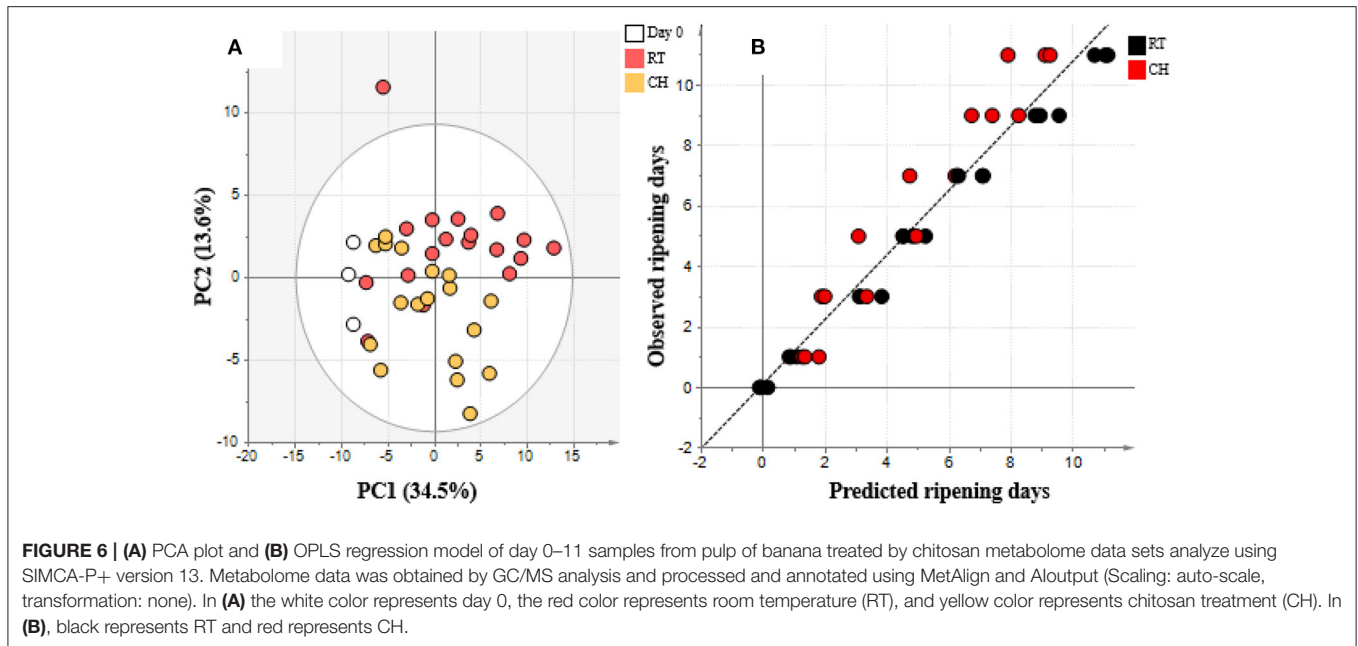 A
Day 0
RT
CH
10
5
0
-5
-10
-20
-15
-10
-5
0
5
10
15
PC2 (13.6%)
PC1 (34.5%)
B
RT
CH
10
8
6
4
2
0
-2
-2
0
2
4
6
8
10
Observed ripening days
Predicted ripening days
FIGURE 6 | (A) PCA plot and (B) OPLS regression model of day 0–11 samples from pulp of banana treated by chitosan metabolome data sets analyze using
SIMCA-P+ version 13. Metabolome data was obtained by GC/MS analysis and processed and annotated using MetAlign and AIoutput (Scaling: auto-scale,
transformation: none). In (A) the white color represents day 0, the red color represents room temperature (RT), and yellow color represents chitosan treatment (CH). In
(B), black represents RT and red represents CH.